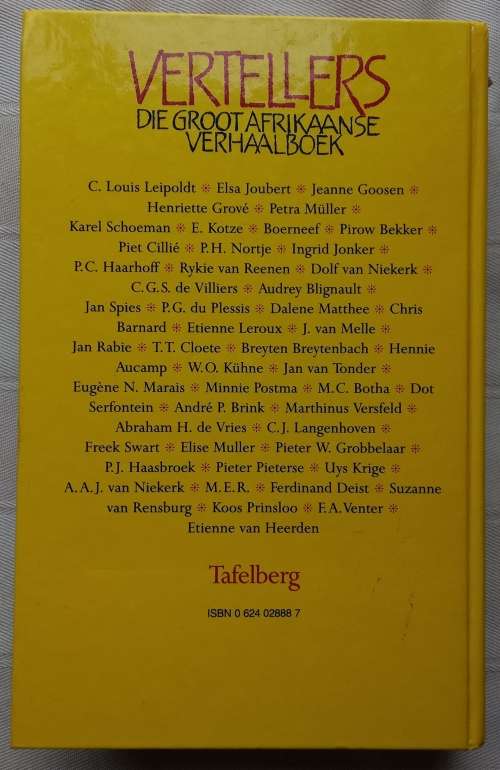 VERTELLERS
DIE GROOT AFRIKAANSE
VERHAALBOEK
C. Louis Leipoldt ❊ Elsa Joubert ❊ Jeanne Goosen ❊
Henriette Grové ❊ Petra Müller ❊
Karel Schoeman ❊ E. Kotze ❊ Boerneef ❊ Pirow Bekker ❊
Piet Cillié ❊ P.H. Nortje ❊ Ingrid Jonker ❊
P.C. Haarhoff ❊ Rykie van Reenen ❊ Dolf van Niekerk ❊
C.G.S. de Villiers ❊ Audrey Blignault ❊
Jan Spies ❊ P.G. du Plessis ❊ Dalene Matthee ❊ Chris
Barnard ❊ Etienne Leroux ❊ J. van Melle ❊
Jan Rabie ❊ T.T. Cloete ❊ Breyten Breytenbach ❊ Hennie
Aucamp ❊ W.O. Kühne ❊ Jan van Tonder ❊
Eugène N. Marais ❊ Minnie Postma ❊ M.C. Botha ❊ Dot
Serfontein ❊ André P. Brink ❊ Marthinus Versfeld ❊
Abraham H. de Vries ❊ C.J. Langenhoven ❊
Freek Swart ❊ Elise Muller ❊ Pieter W. Grobbelaar ❊
P.J. Haasbroek ❊ Pieter Pieterse ❊ Uys Krige ❊
A.A.J. van Niekerk ❊ M.E.R. ❊ Ferdinand Deist ❊ Suzanne
van Rensburg ❊ Koos Prinsloo ❊ F.A. Venter ❊
Etienne van Heerden
Tafelberg
ISBN 0 624 02888 7